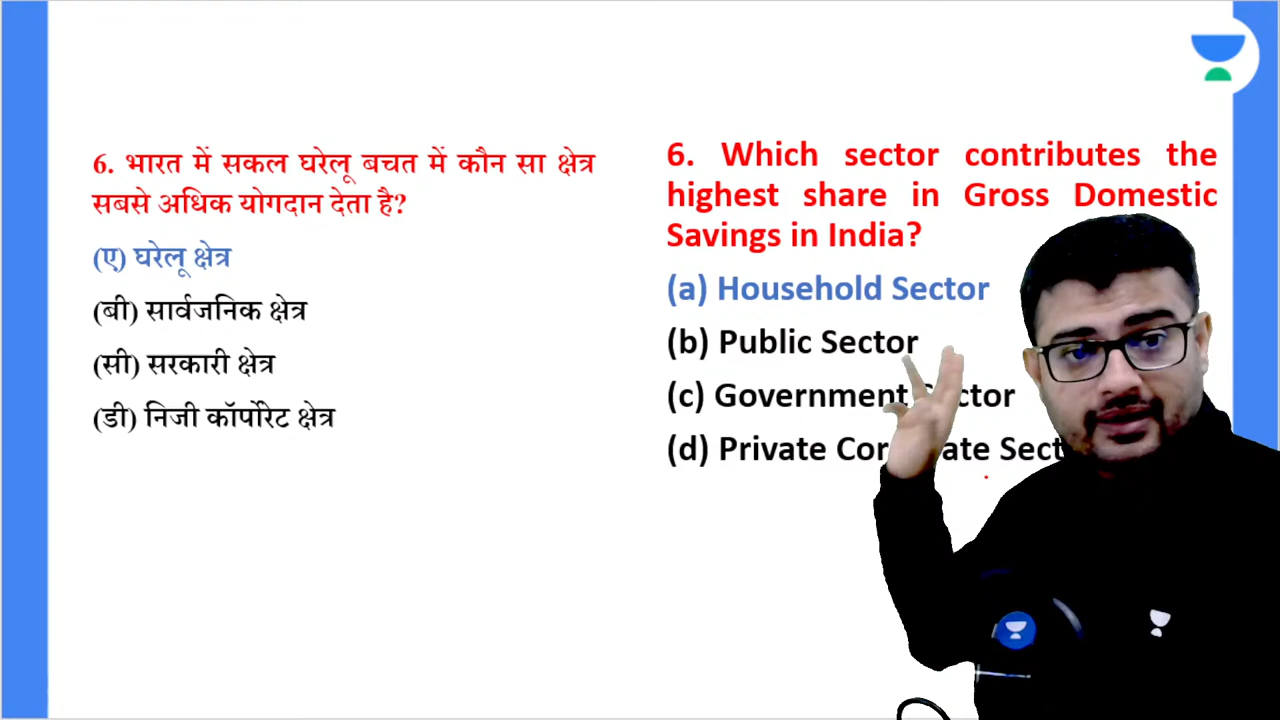 6. भारत में सकल घरेलू बचत में कौन सा क्षेत्र
सबसे अधिक योगदान देता है?
(ए) घरेलू क्षेत्र
(बी) सार्वजनिक क्षेत्र
(सी) सरकारी क्षेत्र
(डी) निजी कॉर्पोरेट क्षेत्र
6. Which sector contributes the
highest share in Gross Domestic
Savings in India?
(a) Household Sector
(b) Public Sector
(c) Government
(d) Private